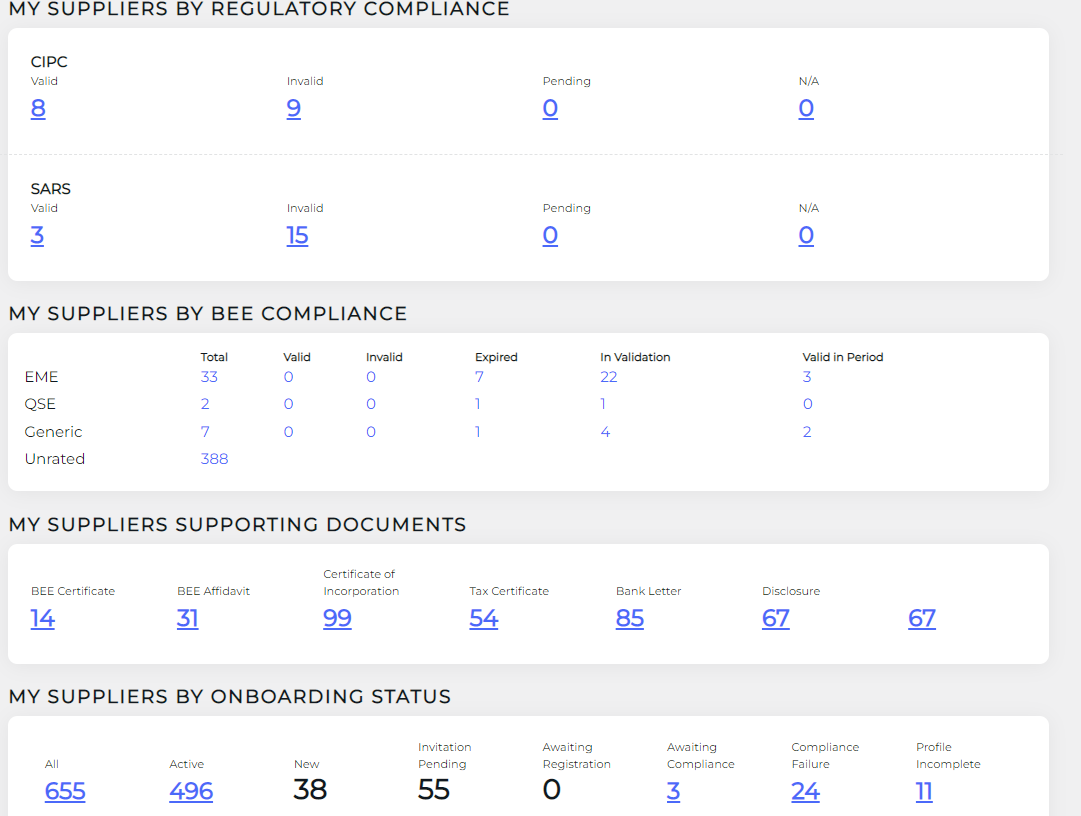 MY SUPPLIERS BY REGULATORY COMPLIANCE
CIPC
Valid Invalid Pending N/A
8 9 0 0
SARS
Valid Invalid Pending N/A
3 15 0 0
MY SUPPLIERS BY BEE COMPLIANCE
Total Valid Invalid Expired In Validation Valid in Period
EME 33 0 0 7 22 3
QSE 2 0 0 1 1 0
Generic 7 0 0 1 4 2
Unrated 388
MY SUPPLIERS SUPPORTING DOCUMENTS
BEE Certificate BEE Affidavit Certificate of Incorporation Tax Certificate Bank Letter Disclosure
14 31 99 54 85 67 67
MY SUPPLIERS BY ONBOARDING STATUS
All Active New Invitation Pending Awaiting Registration Awaiting Compliance Compliance Failure Profile Incomplete
655 496 38 55 0 3 24 11